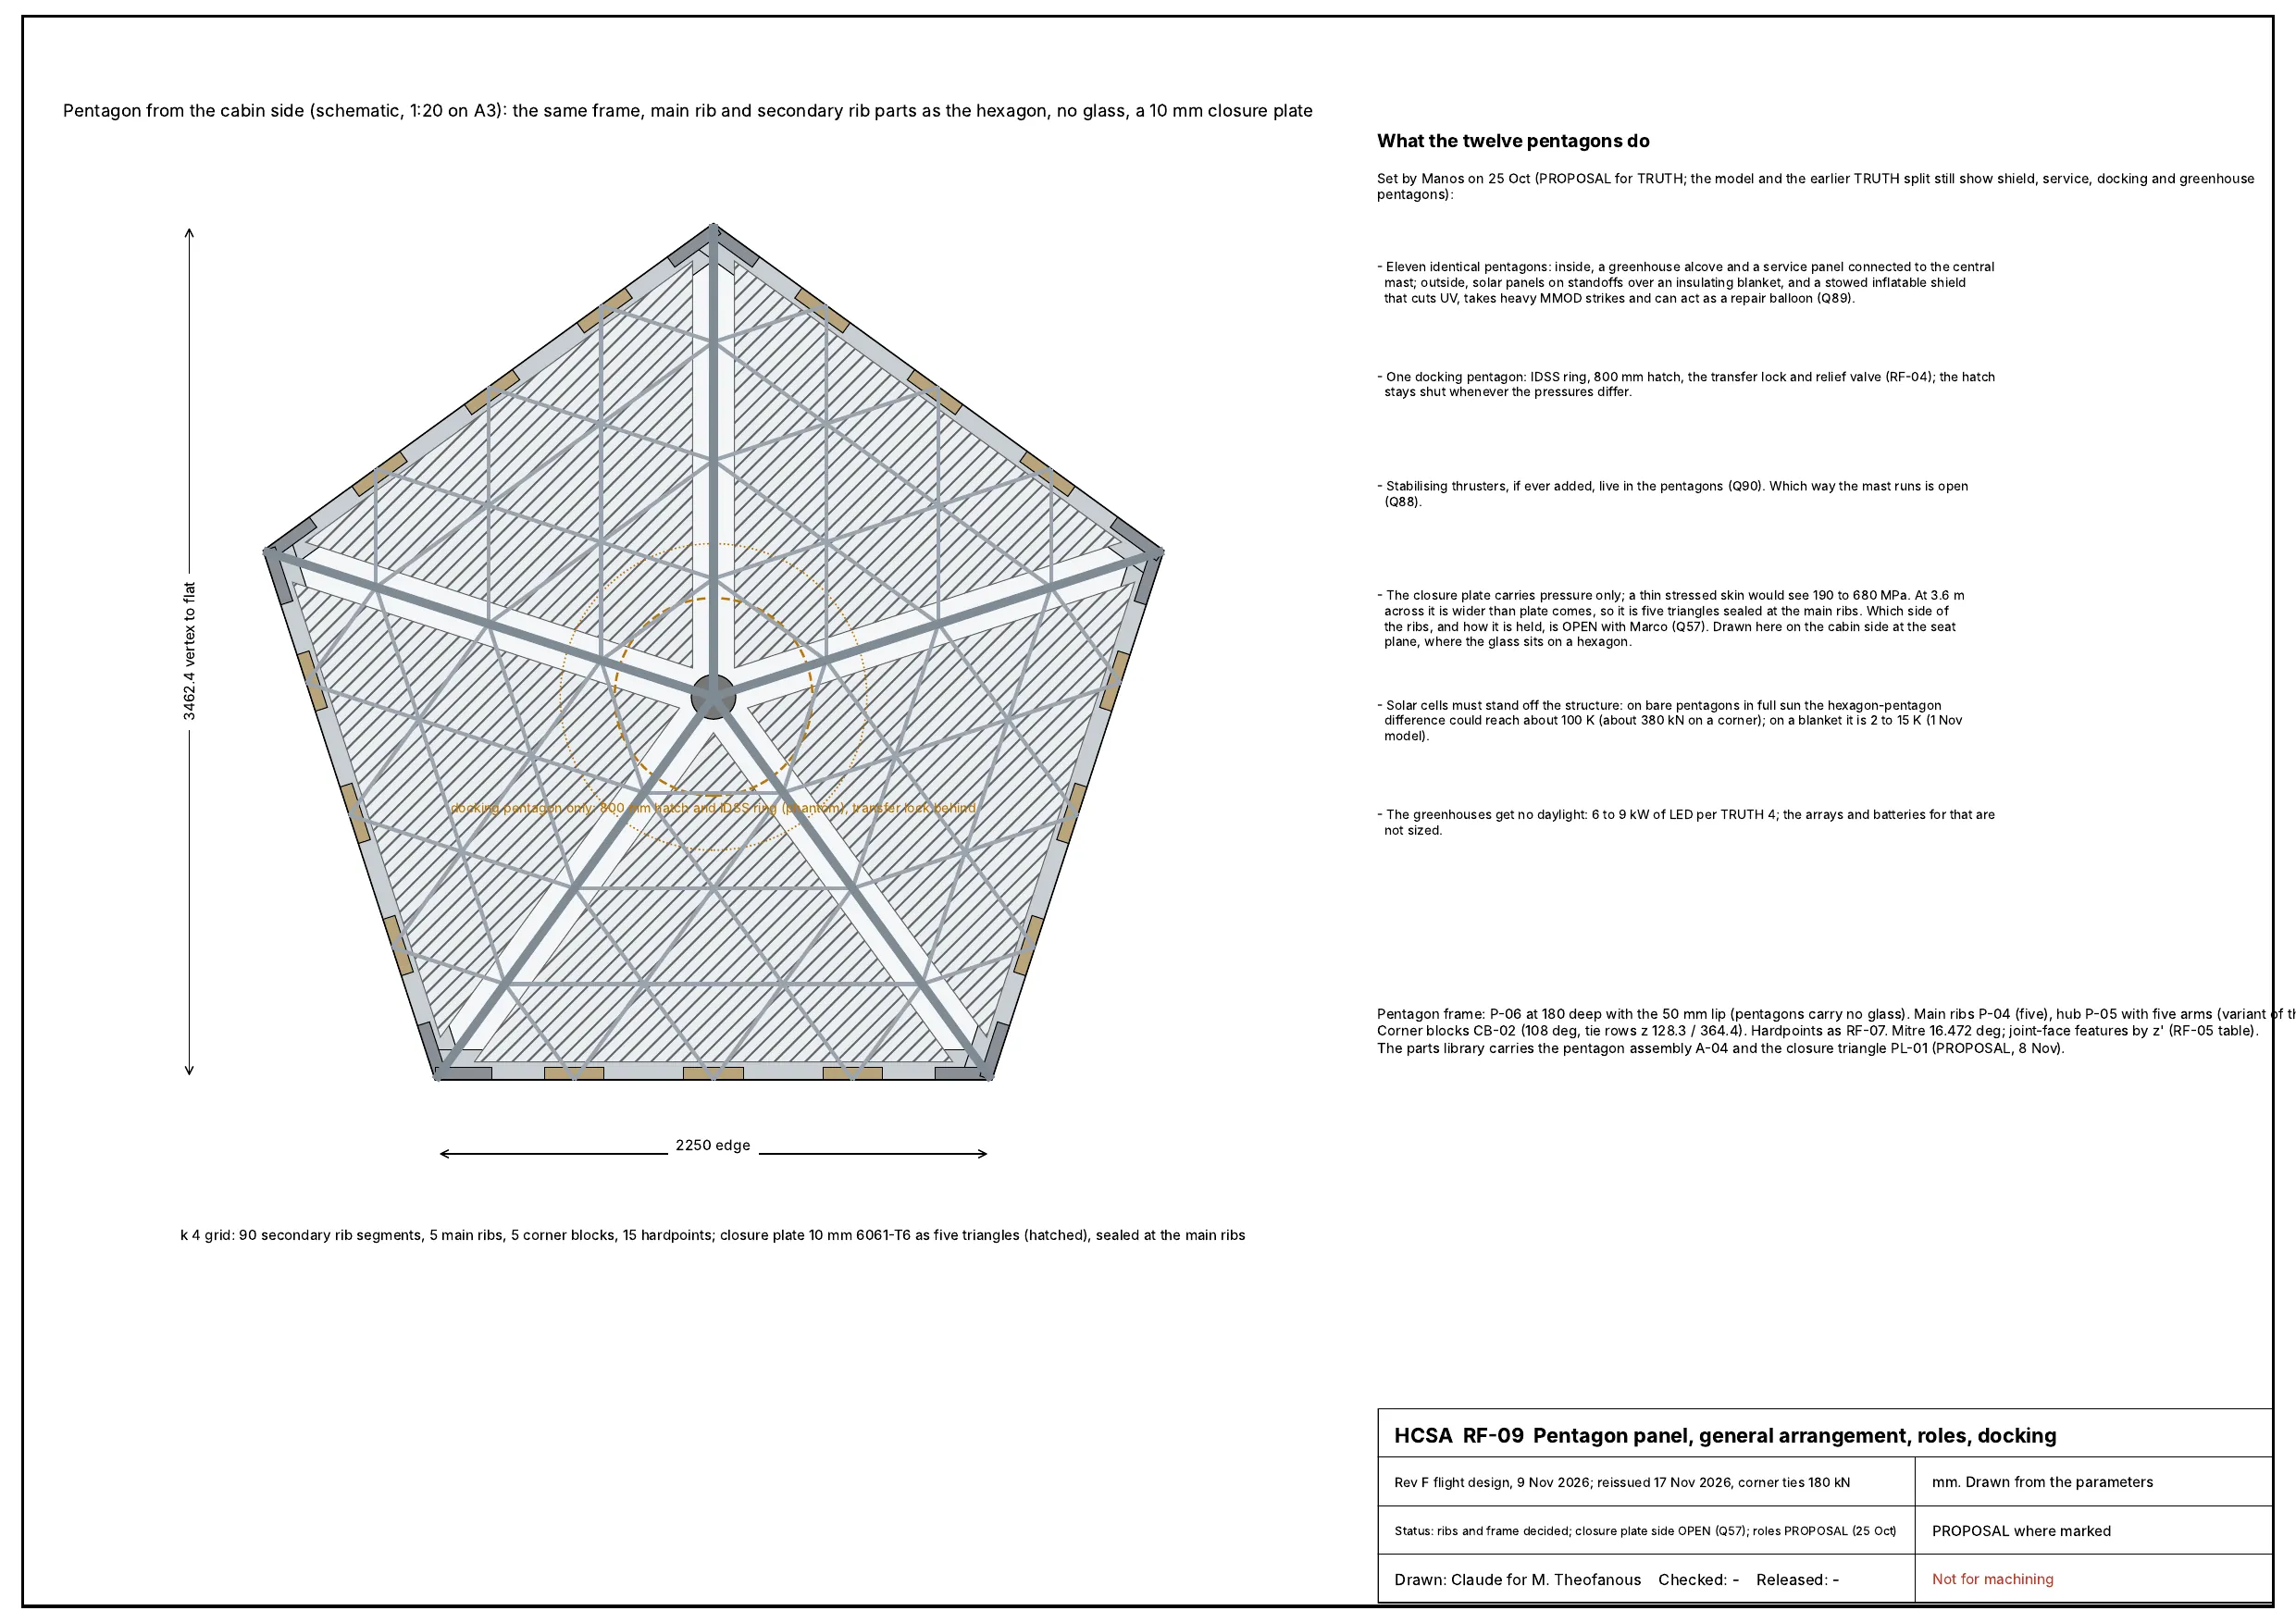 Pentagon from the cabin side (schematic, 1:20 on A3): the same frame, main rib and secondary rib parts as the hexagon, no glass, a 10 mm closure plate
3462.4 vertex to flat
docking pentagon only: 800 mm hatch and IDSS ring (phantom), transfer lock behind
2250 edge
k 4 grid: 90 secondary rib segments, 5 main ribs, 5 corner blocks, 15 hardpoints; closure plate 10 mm 6061-T6 as five triangles (hatched), sealed at the main ribs
What the twelve pentagons do
Set by Manos on 25 Oct (PROPOSAL for TRUTH; the model and the earlier TRUTH split still show shield, service, docking and greenhouse
pentagons):
- Eleven identical pentagons: inside, a greenhouse alcove and a service panel connected to the central
mast; outside, solar panels on standoffs over an insulating blanket, and a stowed inflatable shield
that cuts UV, takes heavy MMOD strikes and can act as a repair balloon (Q89).
- One docking pentagon: IDSS ring, 800 mm hatch, the transfer lock and relief valve (RF-04); the hatch
stays shut whenever the pressures differ.
- Stabilising thrusters, if ever added, live in the pentagons (Q90). Which way the mast runs is open
(Q88).
- The closure plate carries pressure only; a thin stressed skin would see 190 to 680 MPa. At 3.6 m
across it is wider than plate comes, so it is five triangles sealed at the main ribs. Which side of
the ribs, and how it is held, is OPEN with Marco (Q57). Drawn here on the cabin side at the seat
plane, where the glass sits on a hexagon.
- Solar cells must stand off the structure: on bare pentagons in full sun the hexagon-pentagon
difference could reach about 100 K (about 380 kN on a corner); on a blanket it is 2 to 15 K (1 Nov
model).
- The greenhouses get no daylight: 6 to 9 kW of LED per TRUTH 4; the arrays and batteries for that are
not sized.
Pentagon frame: P-06 at 180 deep with the 50 mm lip (pentagons carry no glass). Main ribs P-04 (five), hub P-05 with five arms (variant of th
Corner blocks CB-02 (108 deg, tie rows z 128.3 / 364.4). Hardpoints as RF-07. Mitre 16.472 deg; joint-face features by z' (RF-05 table).
The parts library carries the pentagon assembly A-04 and the closure triangle PL-01 (PROPOSAL, 8 Nov).
HCSA RF-09 Pentagon panel, general arrangement, roles, docking
Rev F flight design, 9 Nov 2026; reissued 17 Nov 2026, corner ties 180 kN
mm. Drawn from the parameters
Status: ribs and frame decided; closure plate side OPEN (Q57); roles PROPOSAL (25 Oct)
PROPOSAL where marked
Drawn: Claude for M. Theofanous Checked: - Released: -
Not for machining